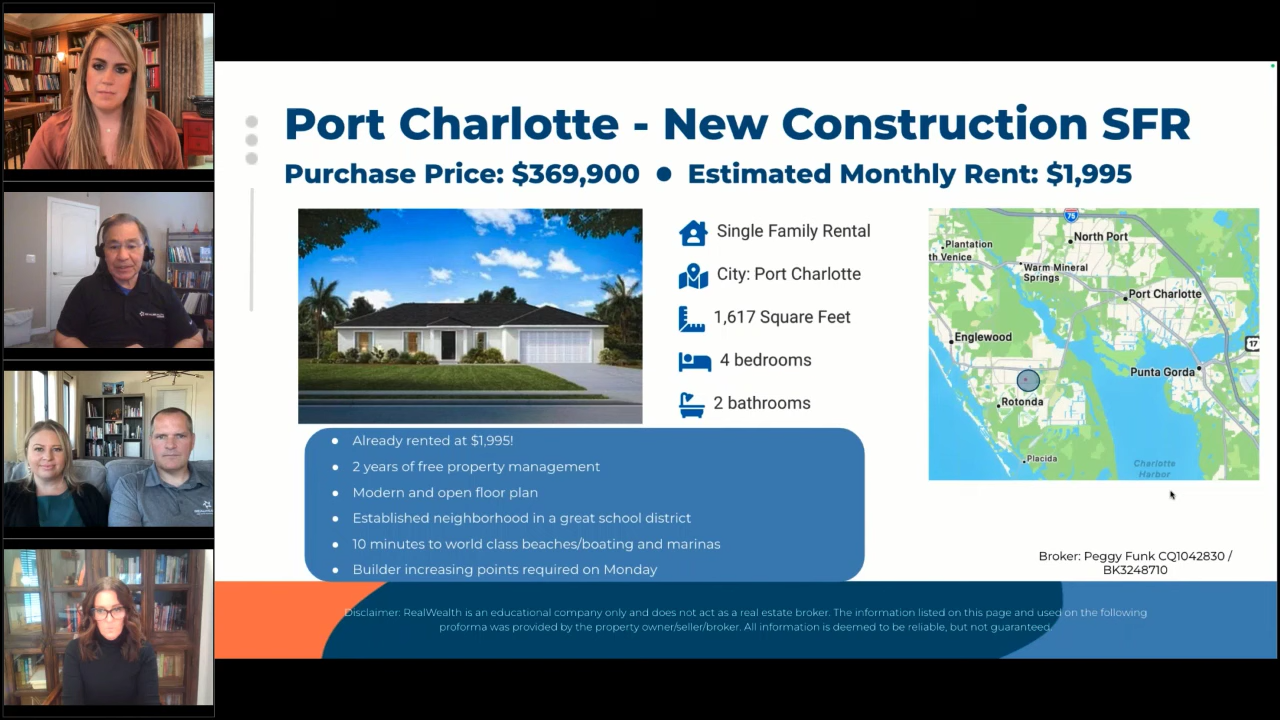 Port Charlotte - New Construction SFR
Purchase Price: $369,900 ● Estimated Monthly Rent: $1,995
Single Family Rental
City: Port Charlotte
1,617 Square Feet
4 bedrooms
2 bathrooms
75
North Port
Plantation
th Venice
Warm Mineral
Springs
Port Charlotte
Englewood
17
Punta Gorda
Rotonda
Placida
Charlotte
Harbor
● Already rented at $1,995!
● 2 years of free property management
● Modern and open floor plan
● Established neighborhood in a great school district
● 10 minutes to world class beaches/boating and marinas
● Builder increasing points required on Monday
Broker: Peggy Funk CQ1042830 /
BK3248710
Disclaimer: RealWealth is an educational company only and does not act as a real estate broker. The information listed on this page and used on the following
proforma was provided by the property owner/seller/broker. All information is deemed to be reliable, but not guaranteed.